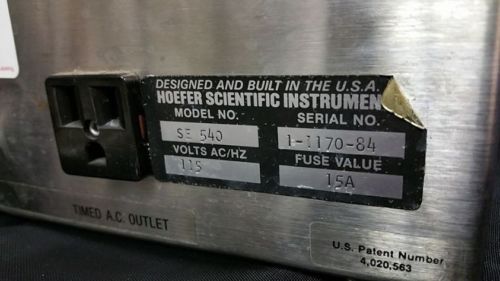 DESIGNED AND BUILT IN THE U.S.A.
HOEFER SCIENTIFIC INSTRUMEN
MODEL NO. SERIAL NO.
SE 540 1-1170-84
VOLTS AC/HZ FUSE VALUE
115 15A
TIMED A.C. OUTLET
U.S. Patent Number
4,020,563